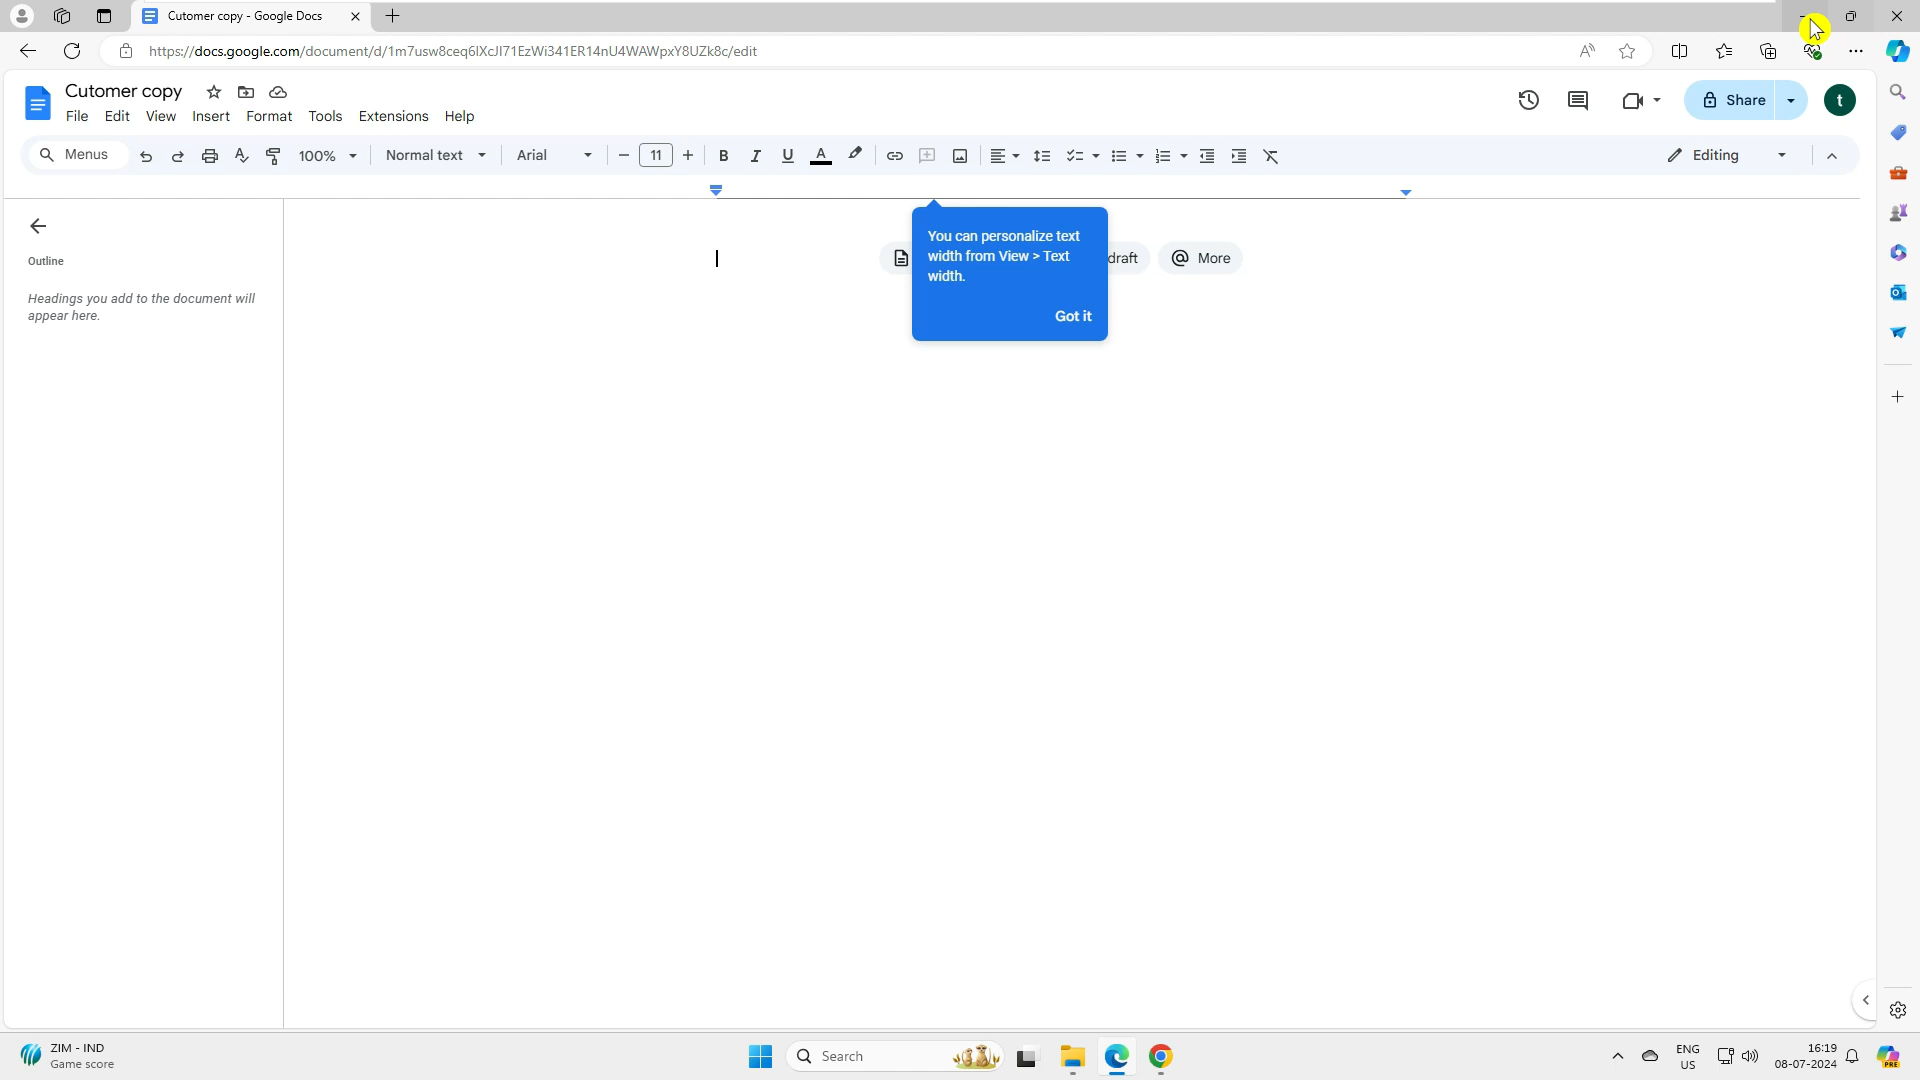 Cutomer copy - Google Docs
https://docs.google.com/document/d/1m7usw8ceq6lXcJl71EzWi341ER14nU4WAWpxY8UZk8c/edit
Cutomer copy
File Edit View Insert Format Tools Extensions Help
Share
t
Menus 100% Normal text Arial 11 Editing
Outline
Headings you add to the document will
appear here.
You can personalize text
width from View > Text
width.
Got it
draft
More
ZIM - IND
Game score
Search
ENG
US
16:19
08-07-2024
PRE